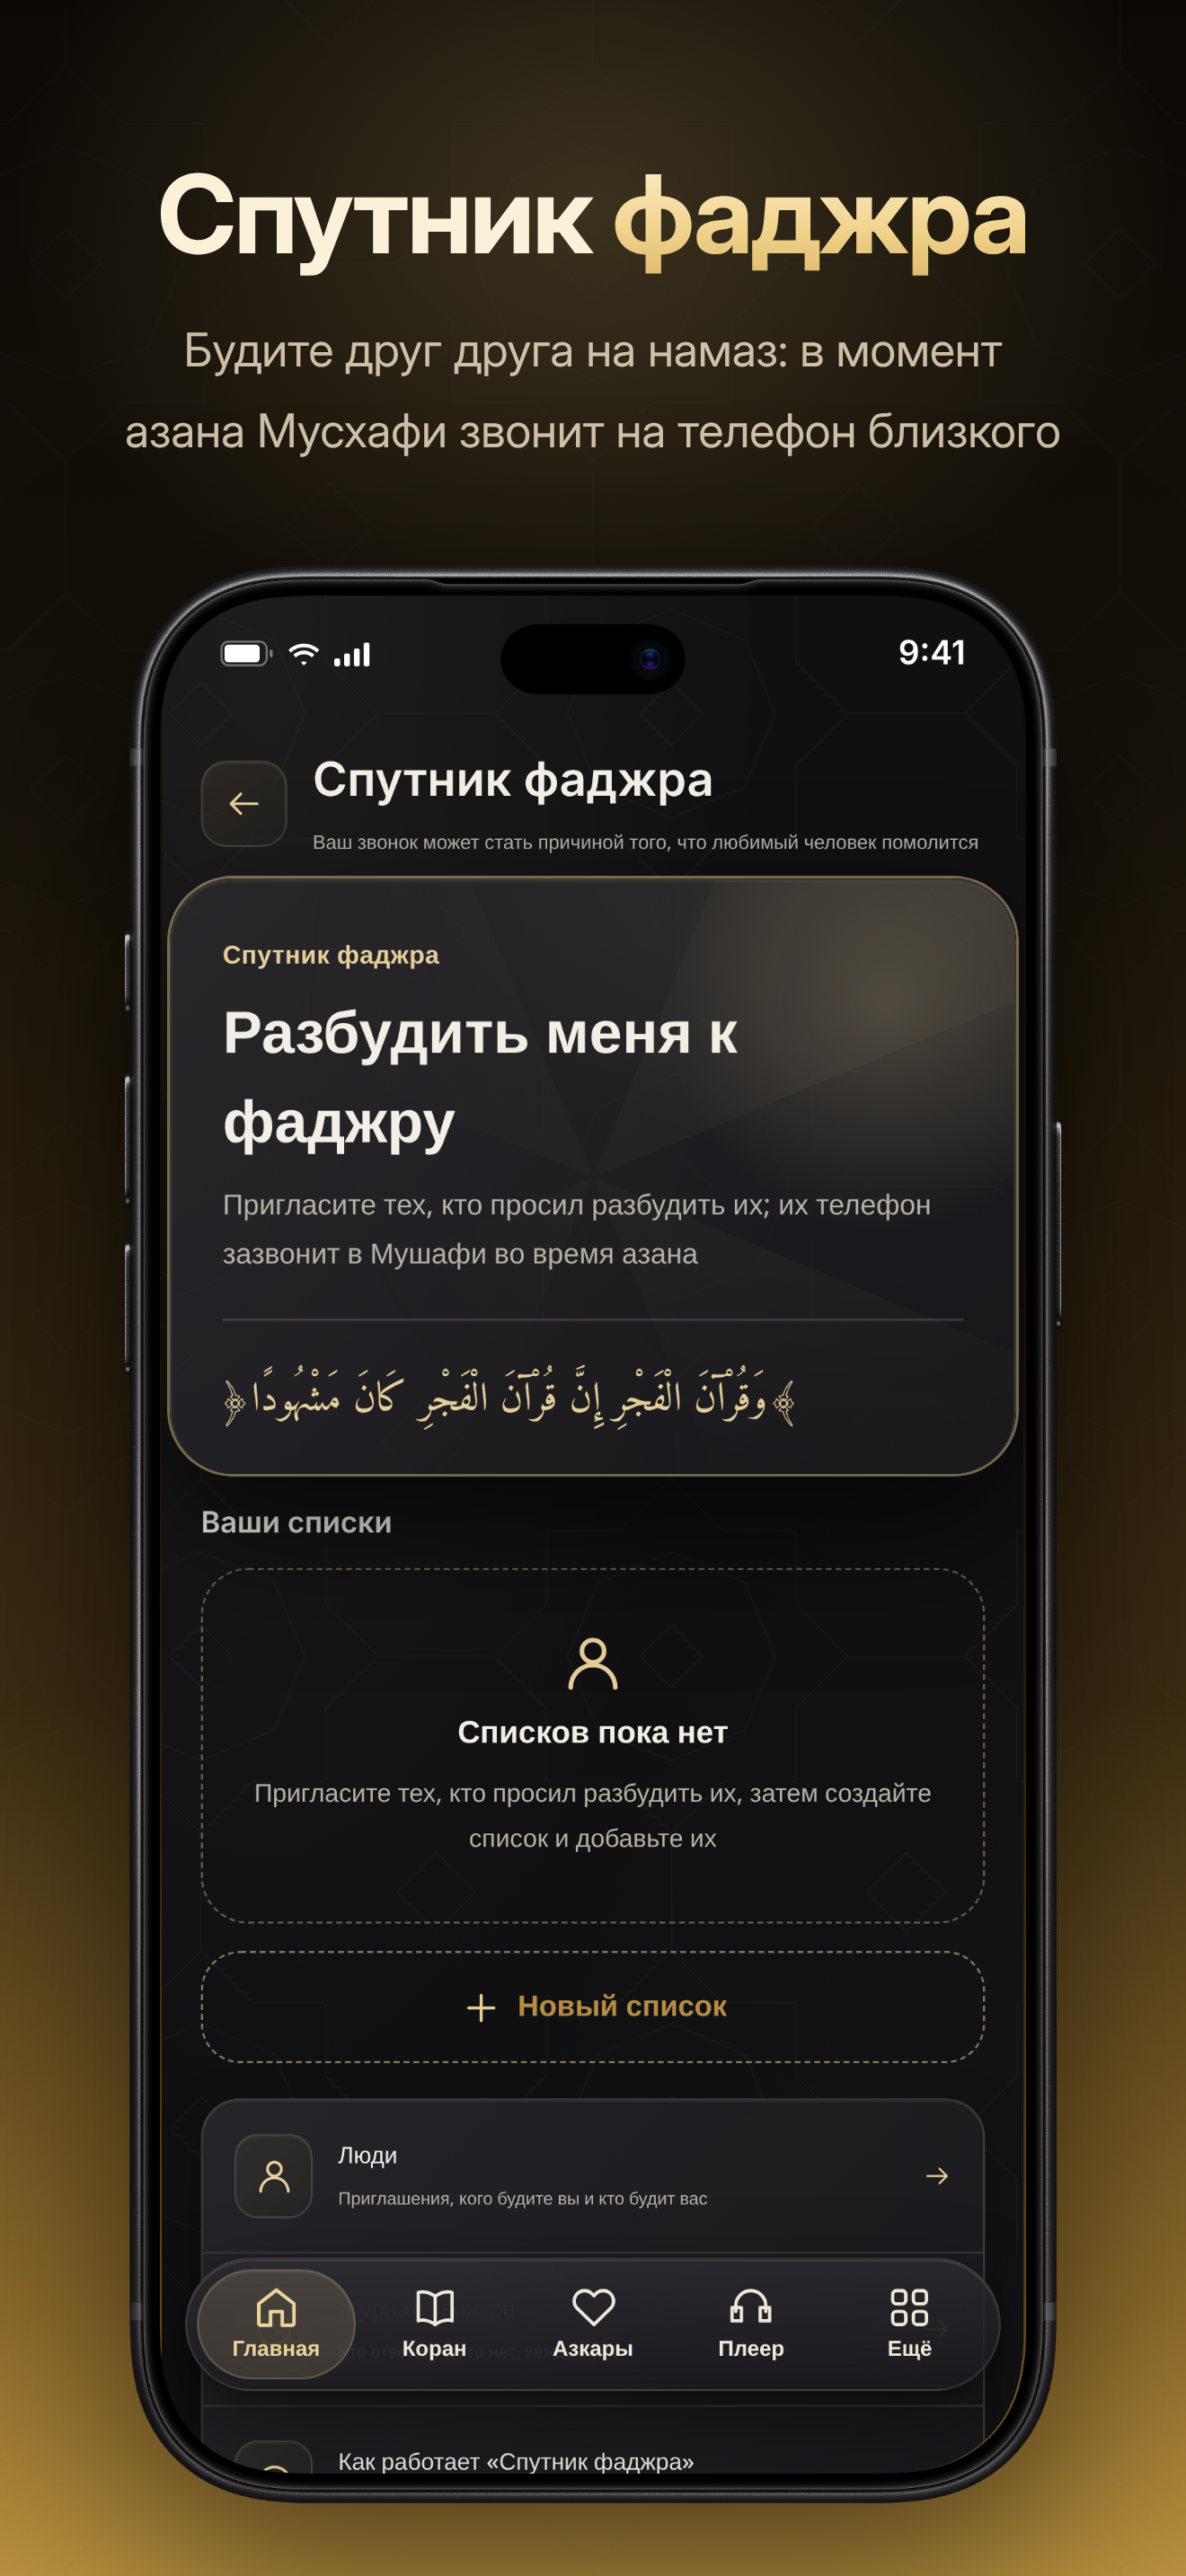 Спутник фаджра
Будите друг друга на намаз: в момент
азана Мусхафи звонит на телефон близкого
9:41
Спутник фаджра
Ваш звонок может стать причиной того, что любимый человек помолится
Спутник фаджра
Разбудить меня к
фаджру
Пригласите тех, кто просил разбудить их; их телефон
зазвонит в Мушафи во время азана
﴿وَقُرْآنَ الْفَجْرِ إِنَّ قُرْآنَ الْفَجْرِ كَانَ مَشْهُودًا﴾
Ваши списки
Списков пока нет
Пригласите тех, кто просил разбудить их, затем создайте
список и добавьте их
Новый список
Люди
Приглашения, кого будите вы и кто будит вас
Главная
Коран
Азкары
Плеер
Ещё
Как работает «Спутник фаджра»